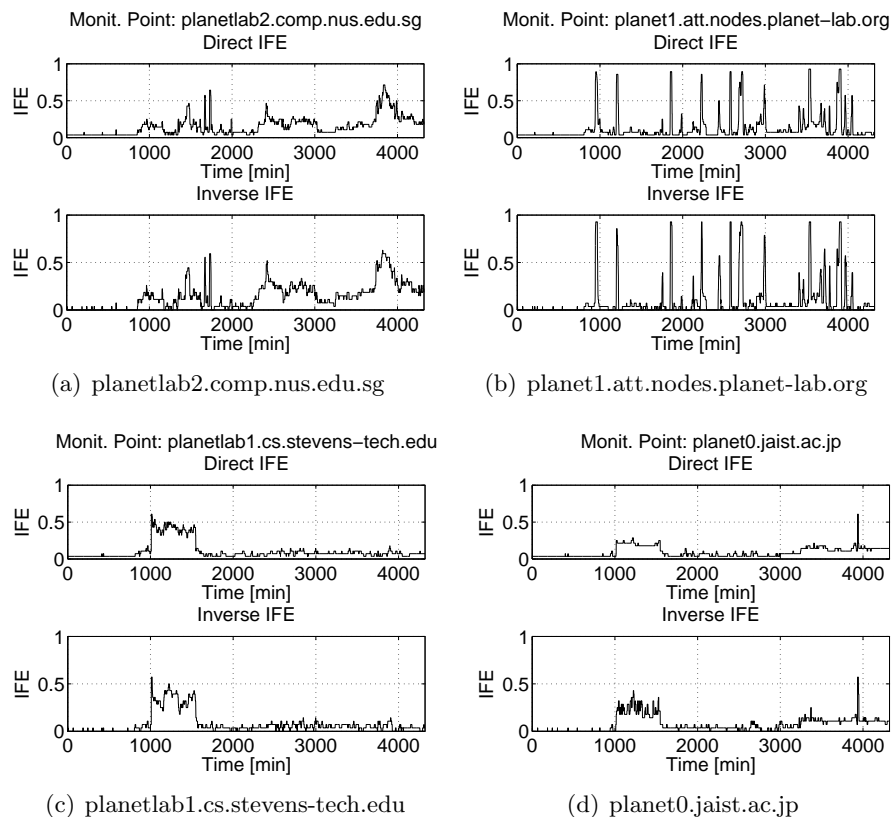 Monit. Point: planetlab2.comp.nus.edu.sg
Direct IFE
1
0.5
0
IFE
0 1000 2000 3000 4000
Time [min]
Inverse IFE
1
0.5
0
IFE
0 1000 2000 3000 4000
Time [min]
(a) planetlab2.comp.nus.edu.sg
Monit. Point: planet1.att.nodes.planet−lab.org
Direct IFE
1
0.5
0
IFE
0 1000 2000 3000 4000
Time [min]
Inverse IFE
1
0.5
0
IFE
0 1000 2000 3000 4000
Time [min]
(b) planet1.att.nodes.planet-lab.org
Monit. Point: planetlab1.cs.stevens−tech.edu
Direct IFE
1
0.5
0
IFE
0 1000 2000 3000 4000
Time [min]
Inverse IFE
1
0.5
0
IFE
0 1000 2000 3000 4000
Time [min]
(c) planetlab1.cs.stevens-tech.edu
Monit. Point: planet0.jaist.ac.jp
Direct IFE
1
0.5
0
IFE
0 1000 2000 3000 4000
Time [min]
Inverse IFE
1
0.5
0
IFE
0 1000 2000 3000 4000
Time [min]
(d) planet0.jaist.ac.jp